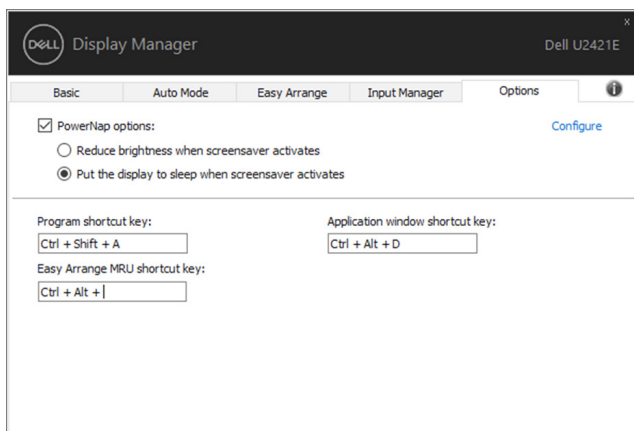 x
DELL Display Manager Dell U2421E
Basic Auto Mode Easy Arrange Input Manager Options i
PowerNap options: Configure
Reduce brightness when screensaver activates
Put the display to sleep when screensaver activates
Program shortcut key: Application window shortcut key:
Ctrl + Shift + A Ctrl + Alt + D
Easy Arrange MRU shortcut key:
Ctrl + Alt +